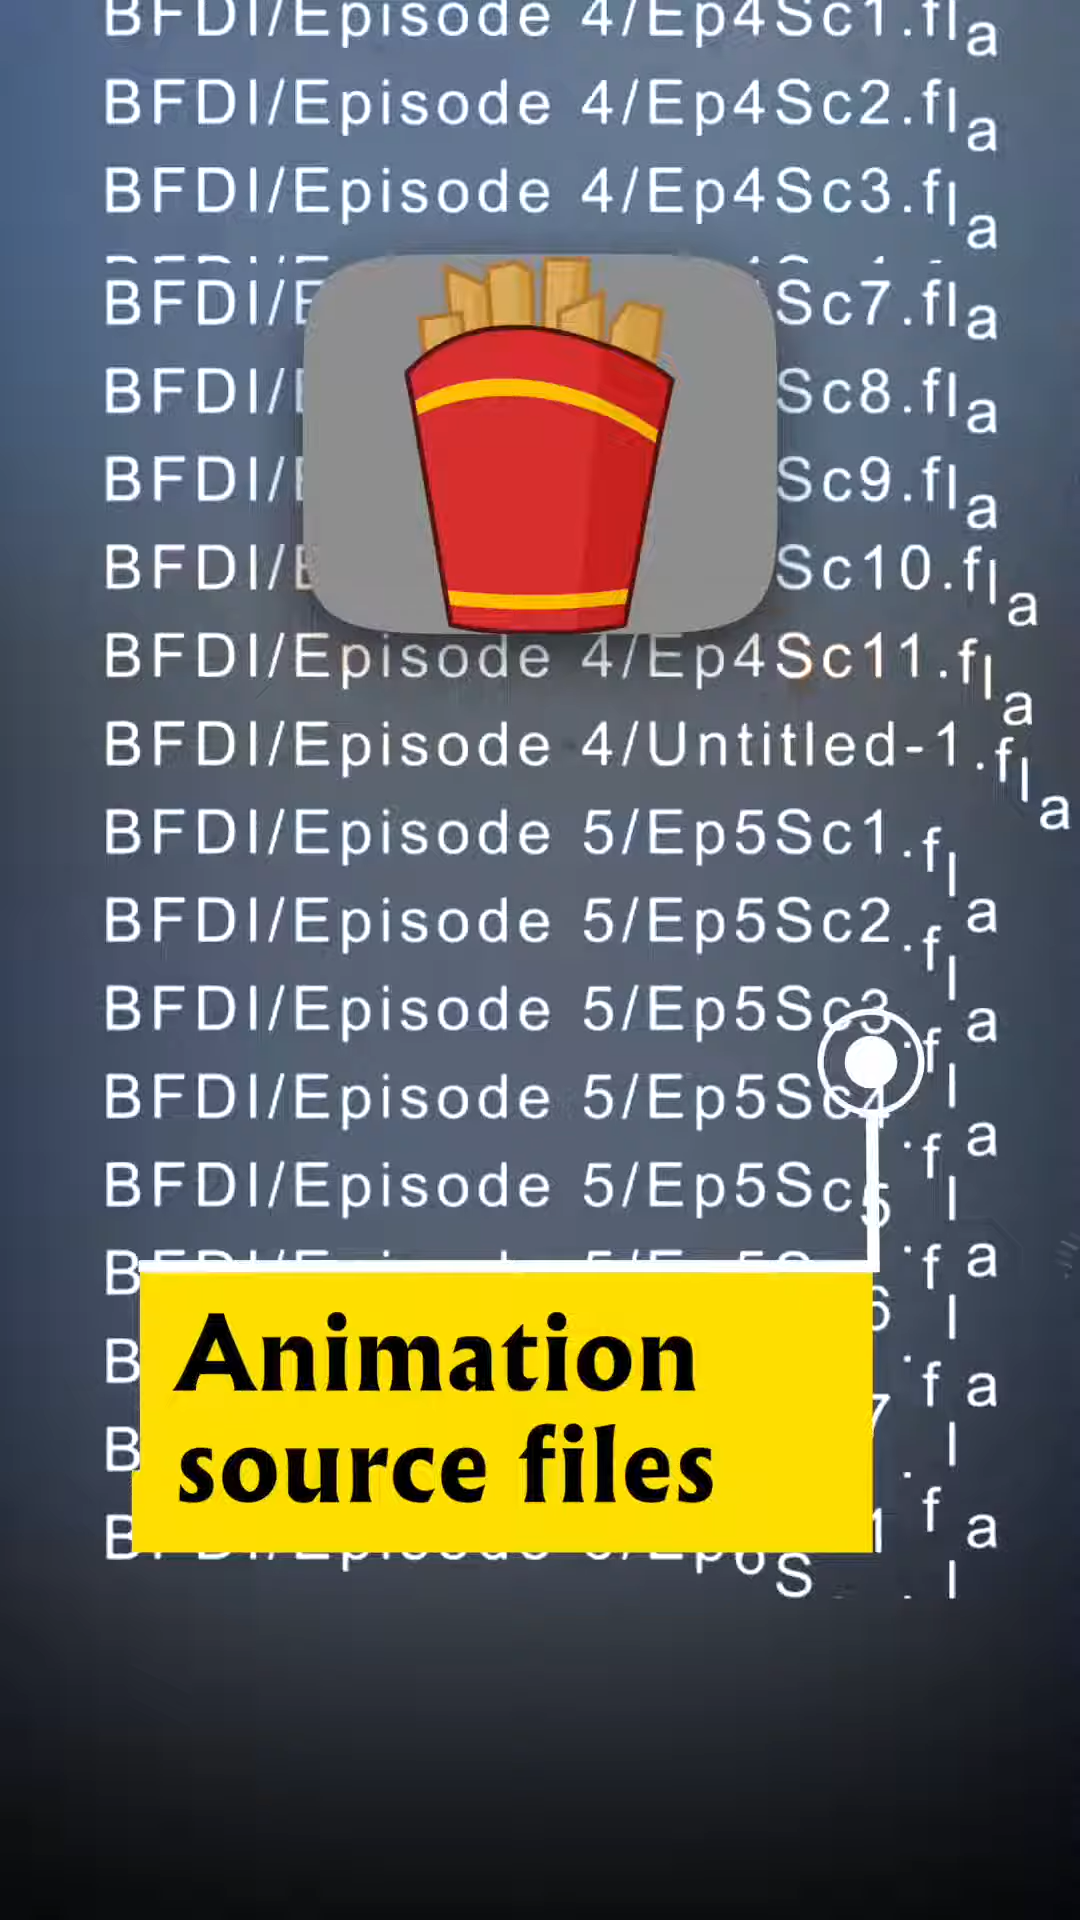 BFDI/Episode 4/Ep4Sc1.fla
BFDI/Episode 4/Ep4Sc2.fla
BFDI/Episode 4/Ep4Sc3.fla
BFDI/ Sc7.fla
BFDI/ Sc8.fla
BFDI/ Sc9.fla
BFDI/ Sc10.fla
BFDI/Episode 4/Ep4Sc11.fla
BFDI/Episode 4/Untitled-1.fla
BFDI/Episode 5/Ep5Sc1.fla
BFDI/Episode 5/Ep5Sc2.fla
BFDI/Episode 5/Ep5Sc3.fla
BFDI/Episode 5/Ep5Sc4.fla
BFDI/Episode 5/Ep5Sc5.fla
Animation
source files